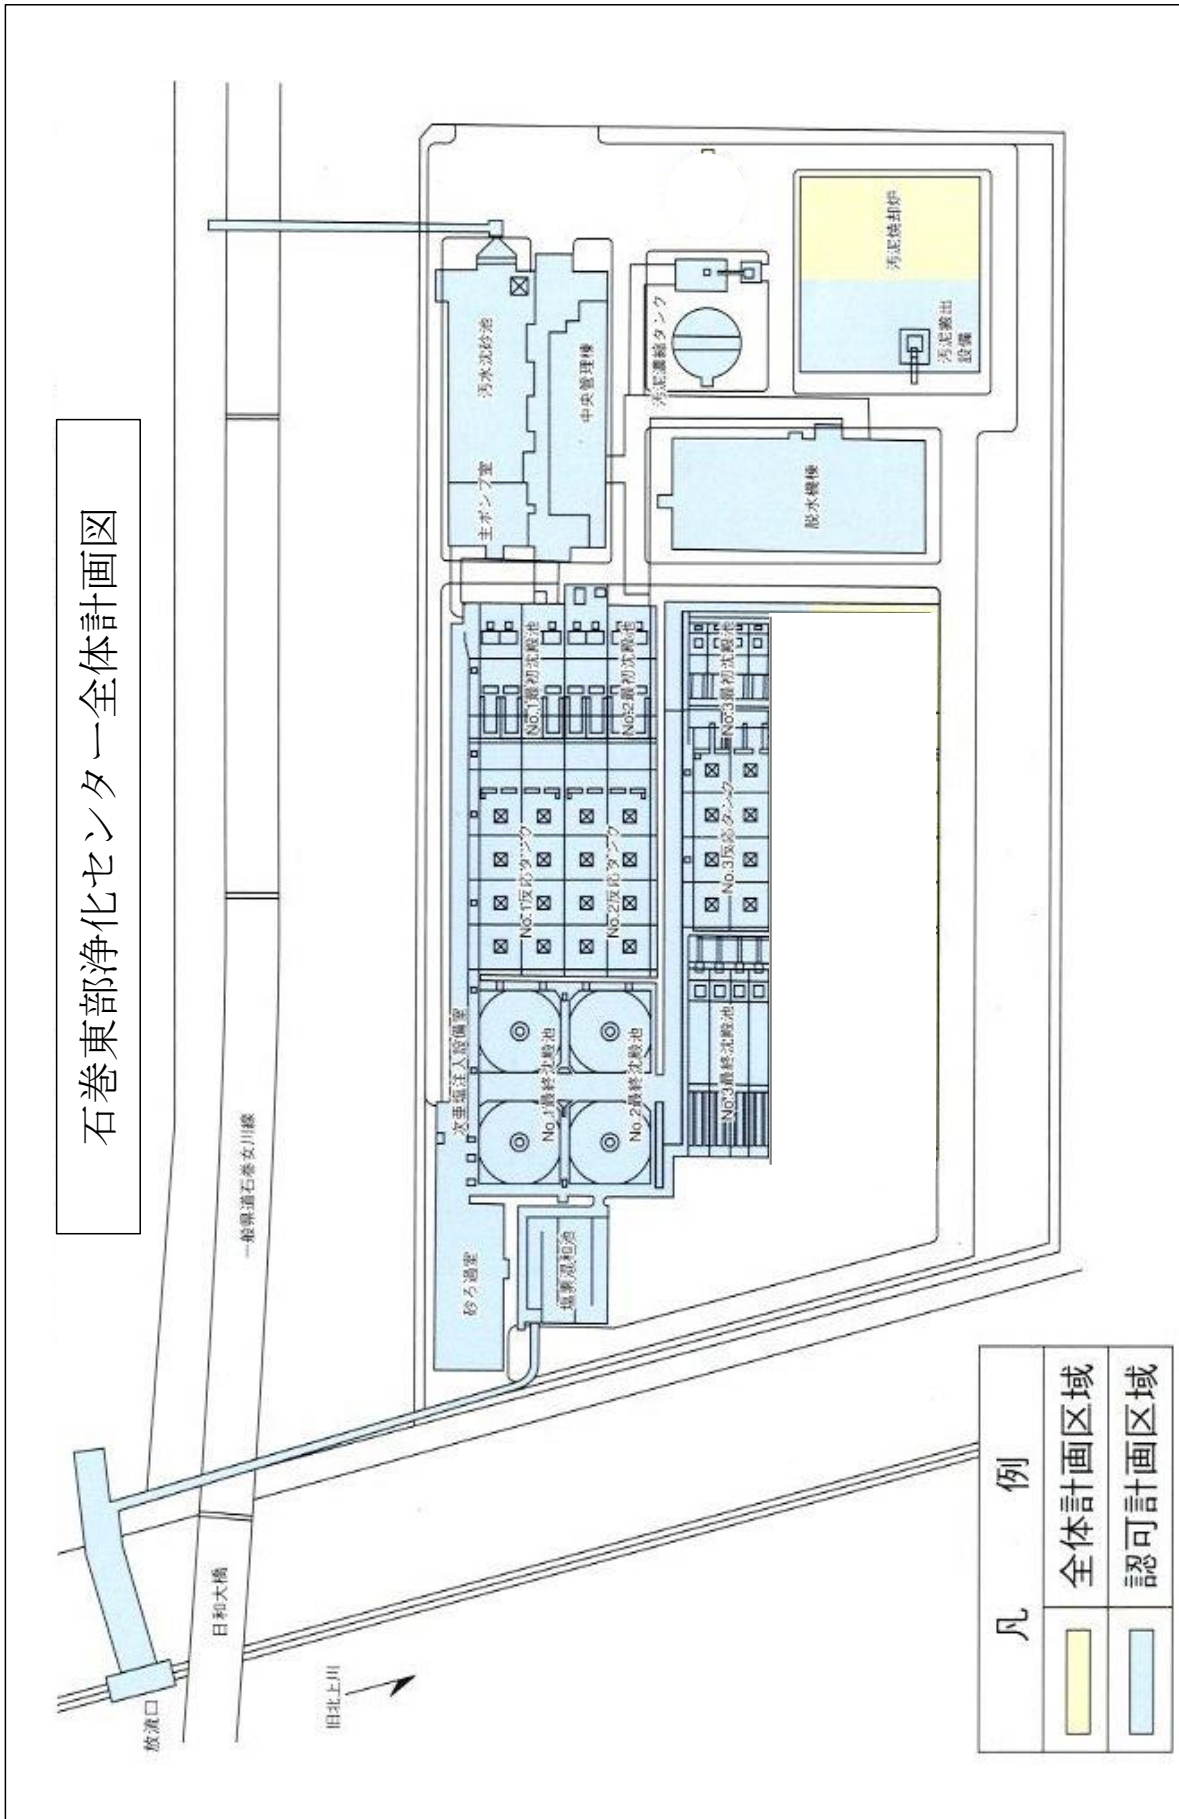 石巻東部浄化センター全体計画図
一般県道石巻女川線
日和大橋
放流口
旧北上川
砂ろ過室
塩素混和池
次亜塩注入設備室
No.1最終沈殿池
No.2最終沈殿池
No.3最終沈殿池
No.1反応タンク
No.2反応タンク
No.3反応タンク
No.1最初沈殿池
No.2最初沈殿池
No.3最初沈殿池
主ポンプ室
汚水沈砂池
中央管理棟
汚泥濃縮タンク
脱水機棟
汚泥搬出
設備
汚泥焼却炉
凡 例
全体計画区域
認可計画区域